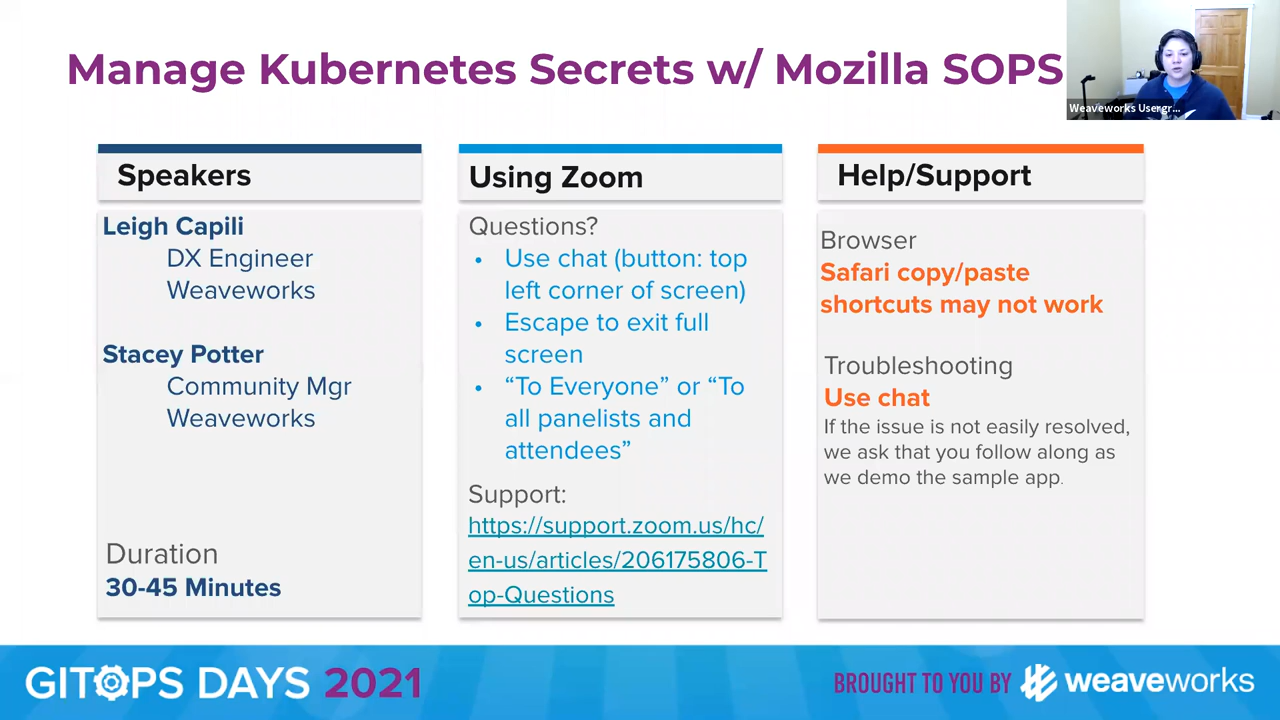 Manage Kubernetes Secrets w/ Mozilla SOPS
Weaveworks Usergr...
Speakers
Leigh Capili
DX Engineer
Weaveworks
Stacey Potter
Community Mgr
Weaveworks
Duration
30-45 Minutes
Using Zoom
Questions?
• Use chat (button: top
left corner of screen)
• Escape to exit full
screen
• “To Everyone” or “To
all panelists and
attendees”
Support:
https://support.zoom.us/hc/
en-us/articles/206175806-T
op-Questions
Help/Support
Browser
Safari copy/paste
shortcuts may not work
Troubleshooting
Use chat
If the issue is not easily resolved,
we ask that you follow along as
we demo the sample app.
GITOPS DAYS 2021
BROUGHT TO YOU BY weaveworks